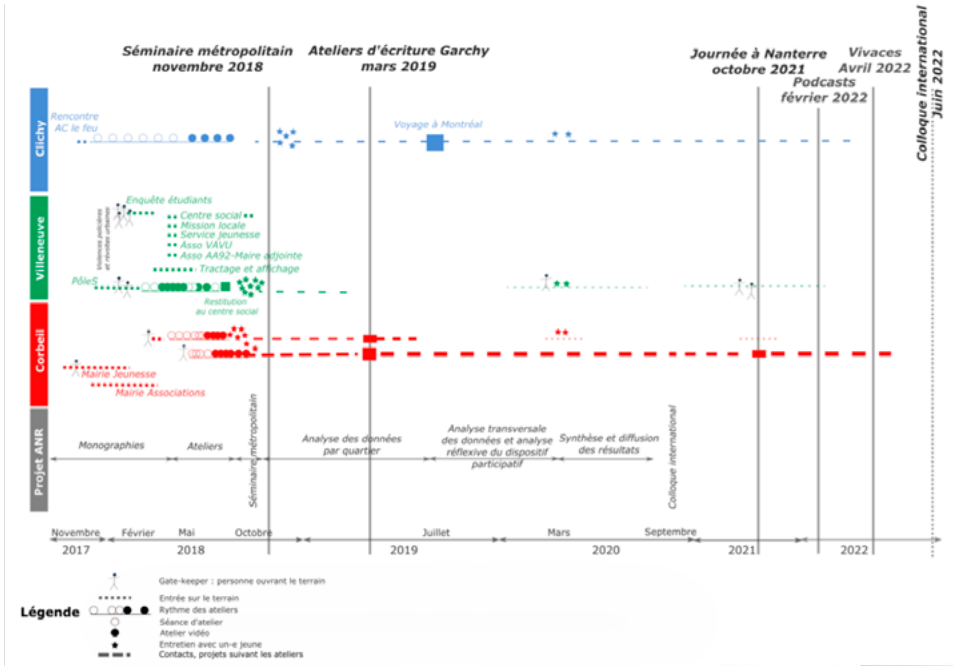 Séminaire métropolitain
novembre 2018
Ateliers d'écriture Garchy
mars 2019
Journée à Nanterre
octobre 2021
Vivaces
Avril 2022
Podcasts
février 2022
Colloque international
Juin 2022
Clichy
Rencontre
AC le feu
Voyage à Montréal
Villeneuve
Violences policières
et révoltes urbaines
Enquête étudiants
Centre social
Mission locale
Service jeunesse
Asso VAVU
Asso AA92-Maire adjointe
Tractage et affichage
PôleS
Restitution
au centre social
Corbeil
Mairie Jeunesse
Mairie Associations
Projet ANR
Monographies
Ateliers
Séminaire métropolitain
Analyse des données
par quartier
Analyse transversale
des données et analyse
réflexive du dispositif
participatif
Synthèse et diffusion
des résultats
Colloque international
Novembre
Février
Mai
Octobre
Juillet
Mars
Septembre
2017
2018
2019
2020
2021
2022
Légende
Gate-keeper : personne ouvrant le terrain
Entrée sur le terrain
Rythme des ateliers
Séance d'atelier
Atelier vidéo
Entretien avec un-e jeune
Contacts, projets suivant les ateliers